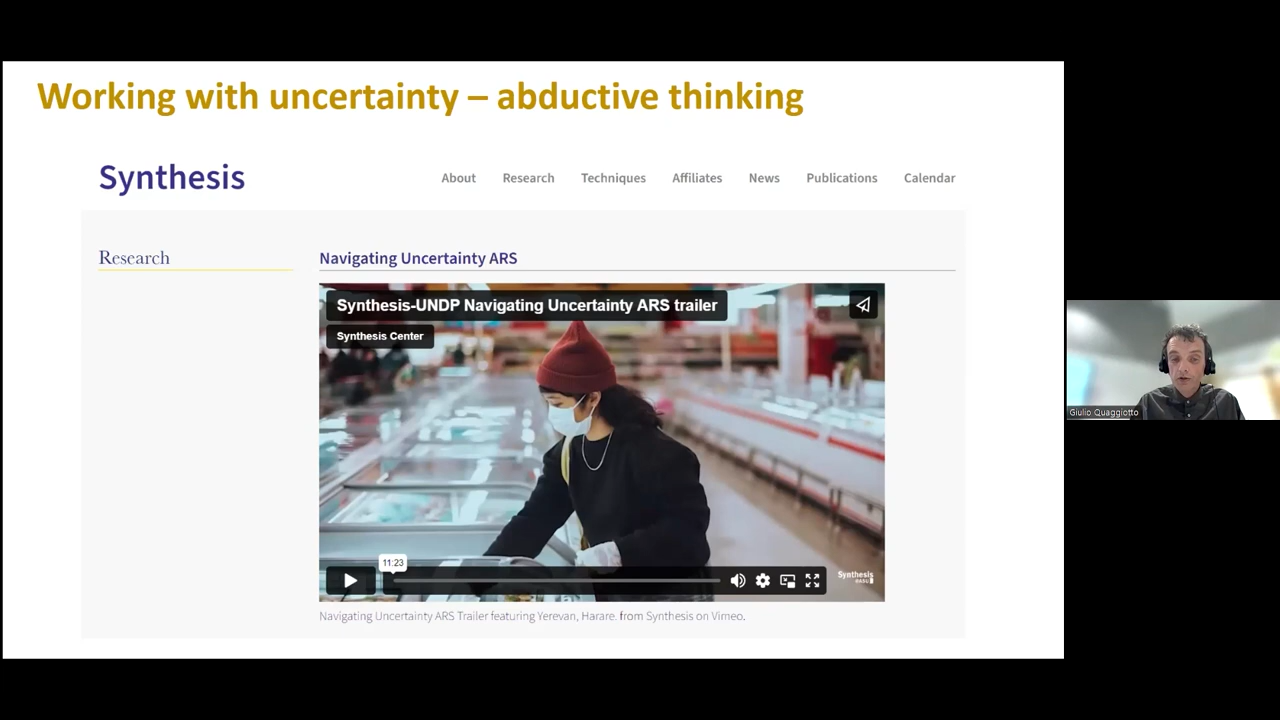 Working with uncertainty – abductive thinking
Synthesis
About Research Techniques Affiliates News Publications Calendar
Research
Navigating Uncertainty ARS
Synthesis-UNDP Navigating Uncertainty ARS trailer
Synthesis Center
11:23
Synthesis
Navigating Uncertainty ARS Trailer featuring Yerevan, Harare. from Synthesis on Vimeo.
Giulio Quaggiotto